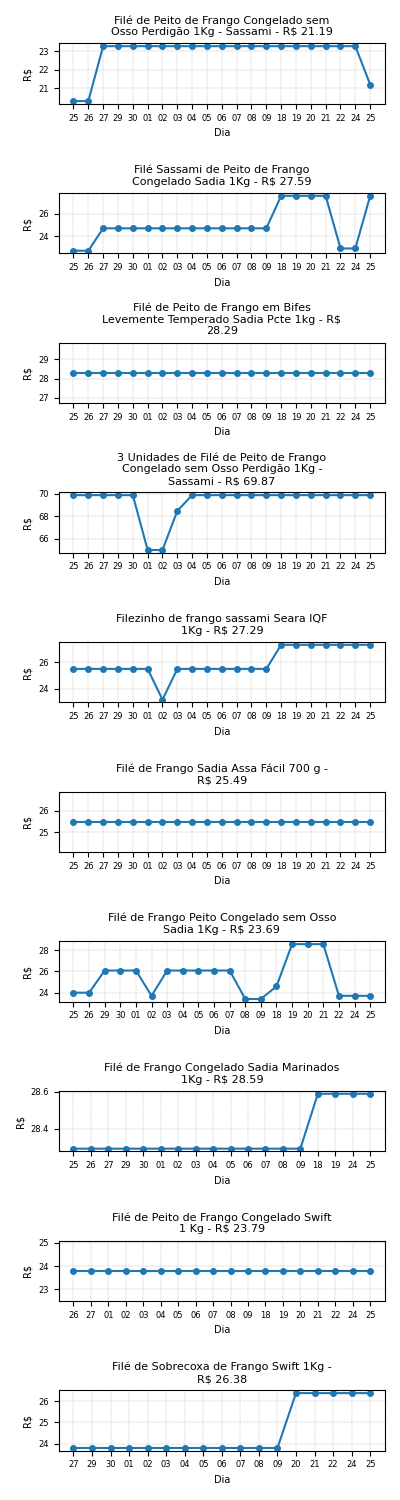 Filé de Peito de Frango Congelado sem
Osso Perdigão 1Kg - Sassami - R$ 21.19
23
22
21
R$
25 26 27 29 30 01 02 03 04 05 06 07 08 09 18 19 20 21 22 24 25
Dia
Filé Sassami de Peito de Frango
Congelado Sadia 1Kg - R$ 27.59
26
24
R$
25 26 27 29 30 01 02 03 04 05 06 07 08 09 18 19 20 21 22 24 25
Dia
Filé de Peito de Frango em Bifes
Levemente Temperado Sadia Pcte 1kg - R$
28.29
29
28
27
R$
25 26 27 29 30 01 02 03 04 05 06 07 08 09 18 19 20 21 22 24 25
Dia
3 Unidades de Filé de Peito de Frango
Congelado sem Osso Perdigão 1Kg -
Sassami - R$ 69.87
70
68
66
R$
25 26 27 29 30 01 02 03 04 05 06 07 08 09 18 19 20 21 22 24 25
Dia
Filezinho de frango sassami Seara IQF
1Kg - R$ 27.29
26
24
R$
25 26 27 29 30 01 02 03 04 05 06 07 08 09 18 19 20 21 22 24 25
Dia
Filé de Frango Sadia Assa Fácil 700 g -
R$ 25.49
26
25
R$
25 26 27 29 30 01 02 03 04 05 06 07 08 09 18 19 20 21 22 24 25
Dia
Filé de Frango Peito Congelado sem Osso
Sadia 1Kg - R$ 23.69
28
26
24
R$
25 26 29 30 01 02 03 04 05 06 07 08 09 18 19 20 21 22 24 25
Dia
Filé de Frango Congelado Sadia Marinados
1Kg - R$ 28.59
28.6
28.4
R$
25 26 27 29 30 01 02 03 04 05 06 07 08 09 18 19 24 25
Dia
Filé de Peito de Frango Congelado Swift
1 Kg - R$ 23.79
25
24
23
R$
26 27 01 02 03 04 05 06 07 08 09 18 19 20 21 22 24 25
Dia
Filé de Sobrecoxa de Frango Swift 1Kg -
R$ 26.38
26
25
24
R$
27 29 30 01 02 03 04 05 06 07 08 09 20 21 22 24 25
Dia